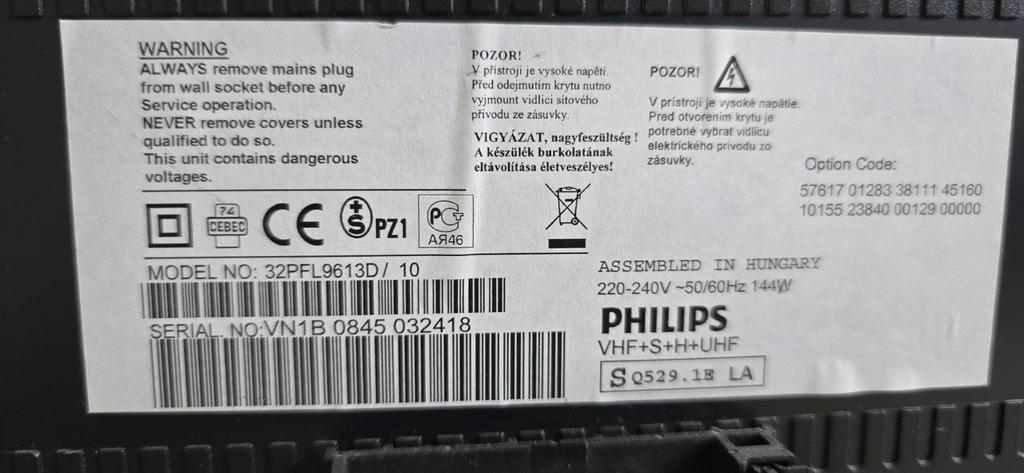 WARNING
ALWAYS remove mains plug
from wall socket before any
Service operation.
NEVER remove covers unless
qualified to do so.
This unit contains dangerous
voltages.
POZOR!
V přístroji je vysoké napětí.
Před odejmutím krytu nutno
vyjmout vidlici síťového
přívodu ze zásuvky.
VIGYÁZAT, nagyfeszültség !
A készülék burkolatának
eltávolítása életveszélyes!
POZOR!
V prístroji je vysoké napätie.
Pred otvorením krytu je
potrebné vybrať vidlicu
elektrického prívodu zo
zásuvky.
Option Code:
57617 01283 38111 45160
10155 23840 00129 00000
74
CEBEC
CE
S PZ1
РСТ
АЯ46
MODEL NO: 32PFL9613D/ 10
SERIAL NO:VN1B 0845 032418
ASSEMBLED IN HUNGARY
220-240V ~50/60Hz 144W
PHILIPS
VHF+S+H+UHF
S Q529.1E LA